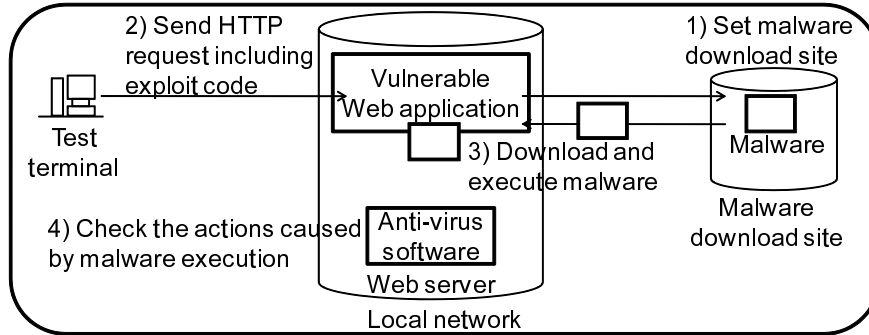 2) Send HTTP
request including
exploit code
1) Set malware
download site
Vulnerable
Web application
Test
terminal
3) Download and
execute malware
Malware
Malware
download site
4) Check the actions caused
by malware execution
Anti-virus
software
Web server
Local network